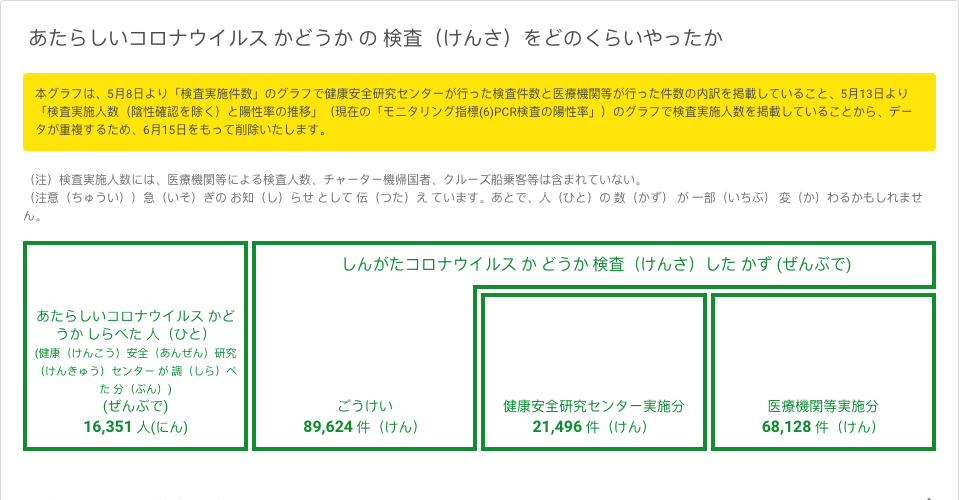 あたらしいコロナウイルス かどうか の 検査（けんさ）をどのくらいやったか
本グラフは、5月8日より「検査実施件数」のグラフで健康安全研究センターが行った検査件数と医療機関等が行った件数の内訳を掲載していること、5月13日より
「検査実施人数（陰性確認を除く）と陽性率の推移」（現在の「モニタリング指標(6)PCR検査の陽性率」）のグラフで検査実施人数を掲載していることから、デー
タが重複するため、6月15日をもって削除いたします。
（注）検査実施人数には、医療機関等による検査人数、チャーター機帰国者、クルーズ船乗客等は含まれていない。
（注意（ちゅうい））急（いそ）ぎの お知（し）らせ として 伝（つた）え ています。あとで、人（ひと）の 数（かず） が 一部（いちぶ） 変（か）わるかもしれませ
ん。
しんがたコロナウイルス か どうか 検査（けんさ）した かず (ぜんぶで)
あたらしいコロナウイルス かど
うか しらべた 人（ひと）
(健康（けんこう）安全（あんぜん）研究
（けんきゅう）センター が 調（しら）べ
た 分（ぶん）)
(ぜんぶで)
16,351 人(にん)
ごうけい
89,624 件（けん）
健康安全研究センター実施分
21,496 件（けん）
医療機関等実施分
68,128 件（けん）